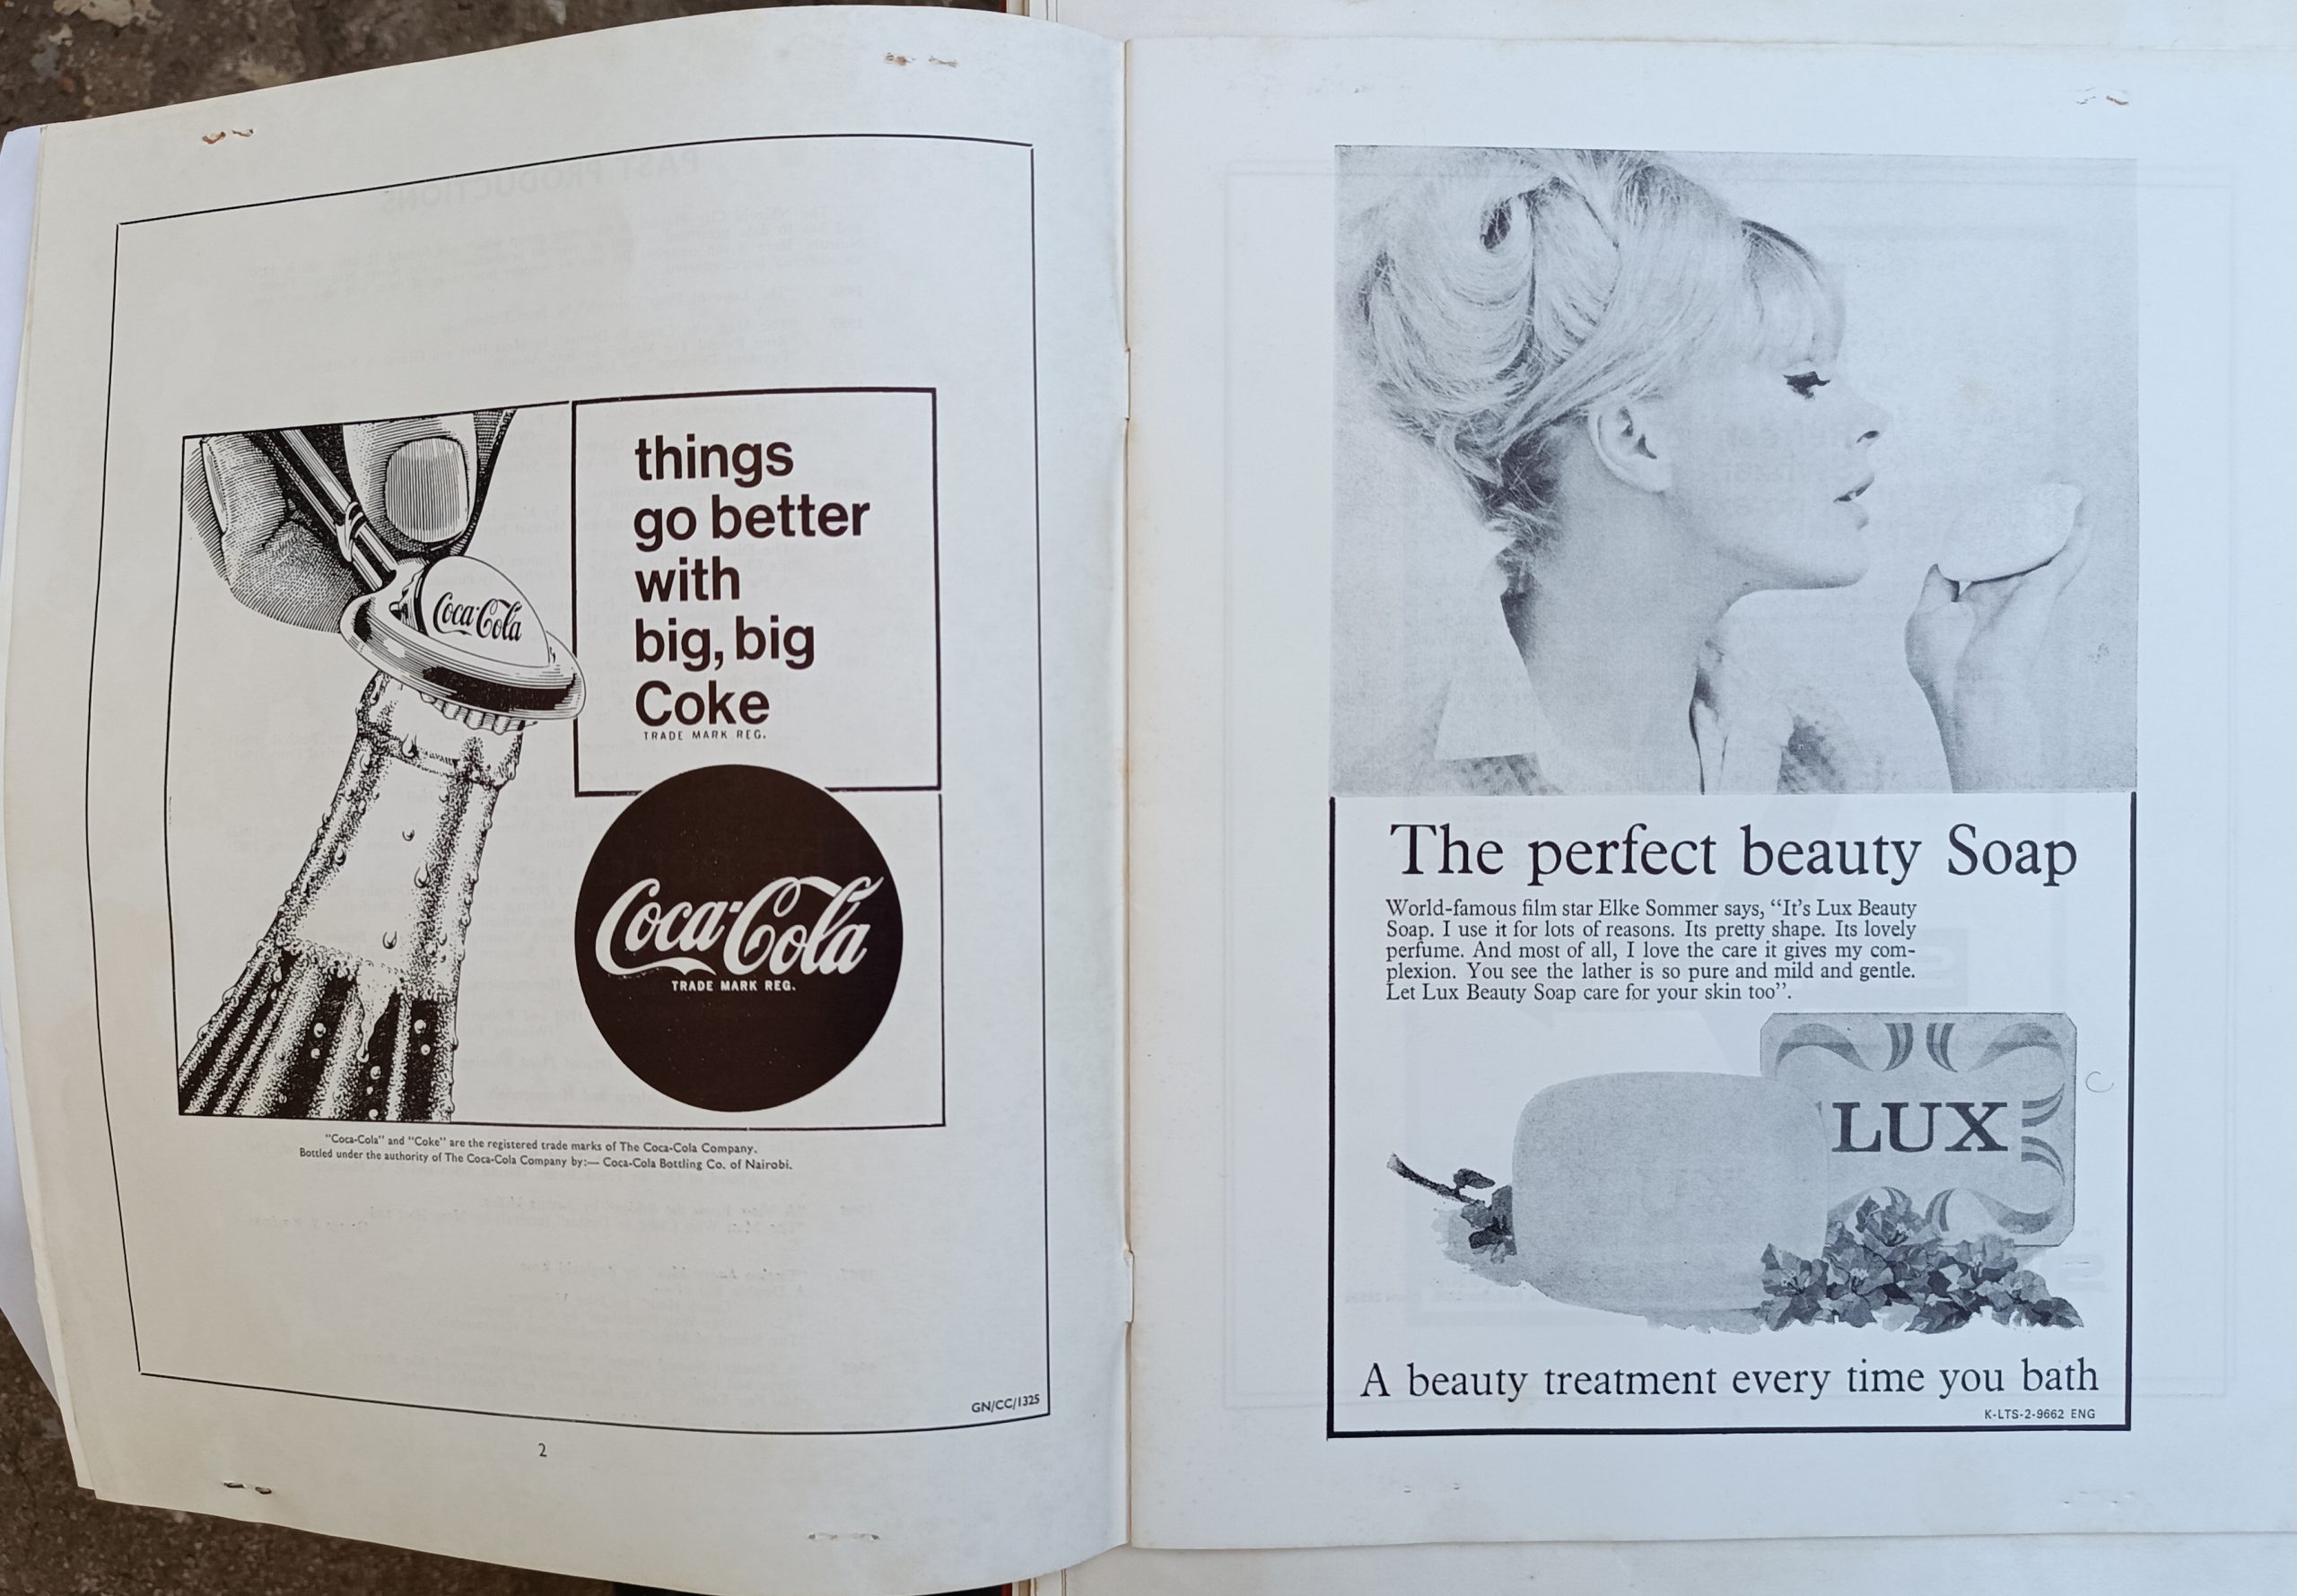 Coca-Cola
things
go better
with
big, big
Coke
TRADE MARK REG.
Coca-Cola
TRADE MARK REG.
"Coca-Cola" and "Coke" are the registered trade marks of The Coca-Cola Company.
Bottled under the authority of The Coca-Cola Company by:— Coca-Cola Bottling Co. of Nairobi.
GN/CC/1325
2
The perfect beauty Soap
World-famous film star Elke Sommer says, “It's Lux Beauty
Soap. I use it for lots of reasons. Its pretty shape. Its lovely
perfume. And most of all, I love the care it gives my com-
plexion. You see the lather is so pure and mild and gentle.
Let Lux Beauty Soap care for your skin too”.
LUX
A beauty treatment every time you bath
K-LTS-2-9662 ENG